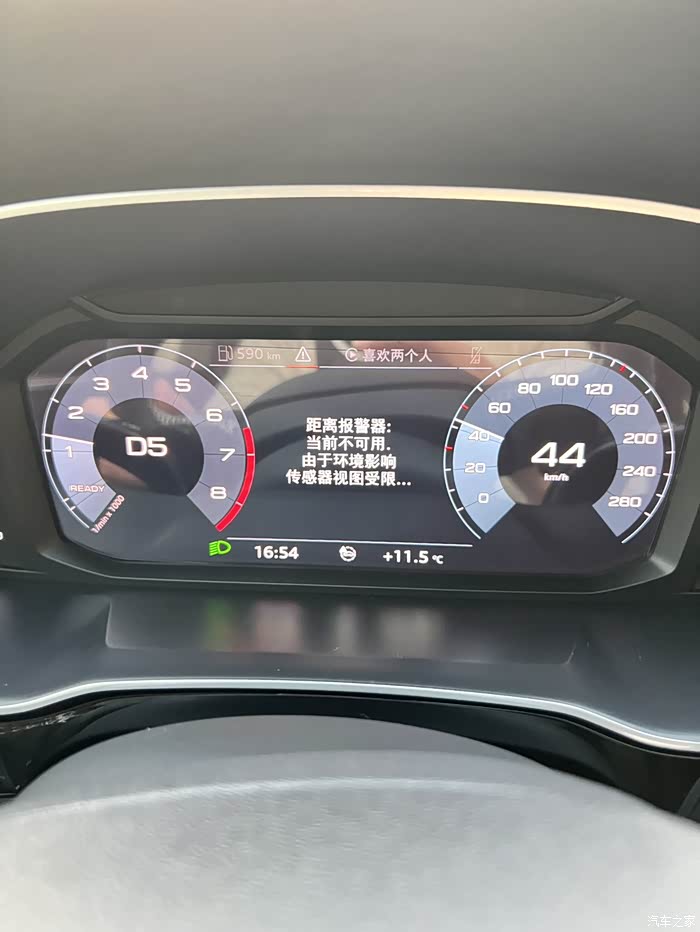 590 km
喜欢两个人
1
2
3
4
5
6
7
8
D5
READY
1/min x 1000
距离报警器:
当前不可用.
由于环境影响
传感器视图受限...
0
20
40
60
80
100
120
160
200
240
280
44
km/h
16:54
+11.5 °C
汽车之家